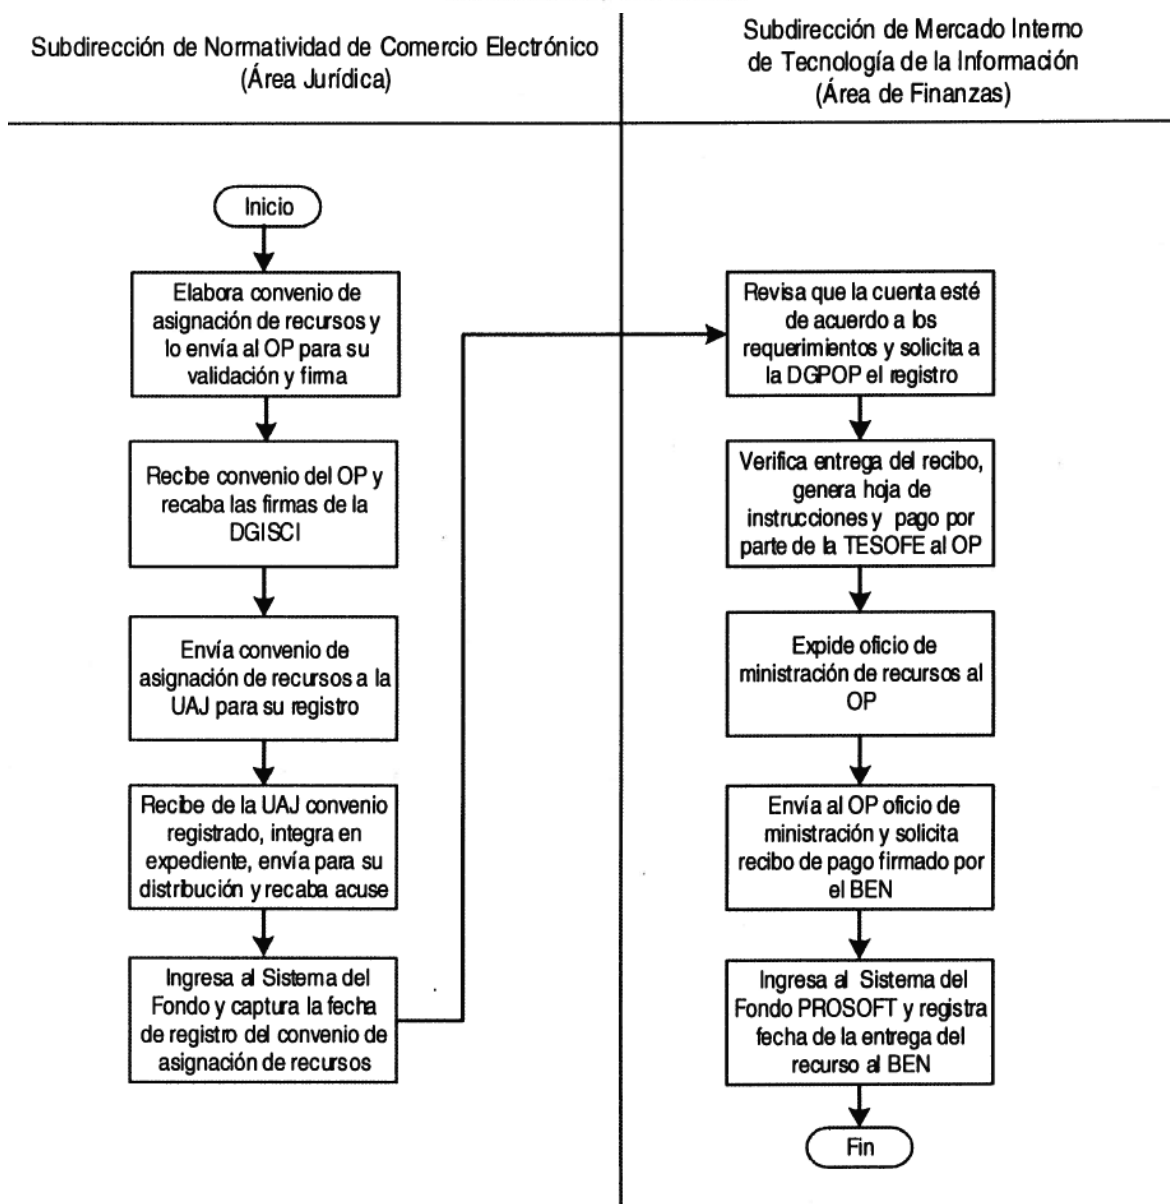 Subdirección de Normatividad de Comercio Electrónico
(Área Jurídica)
Subdirección de Mercado Interno
de Tecnología de la Información
(Área de Finanzas)
Inicio
Elabora convenio de
asignación de recursos y
lo envía al OP para su
validación y firma
Recibe convenio del OP y
recaba las firmas de la
DGISCI
Envía convenio de
asignación de recursos a la
UAJ para su registro
Recibe de la UAJ convenio
registrado, integra en
expediente, envía para su
distribución y recaba acuse
Ingresa al Sistema del
Fondo y captura la fecha
de registro del convenio de
asignación de recursos
Revisa que la cuenta esté
de acuerdo a los
requerimientos y solicita a
la DGPOP el registro
Verifica entrega del recibo,
genera hoja de
instrucciones y pago por
parte de la TESOFE al OP
Expide oficio de
ministración de recursos al
OP
Envía al OP oficio de
ministración y solicita
recibo de pago firmado por
el BEN
Ingresa al Sistema del
Fondo PROSOFT y registra
fecha de la entrega del
recurso al BEN
Fin